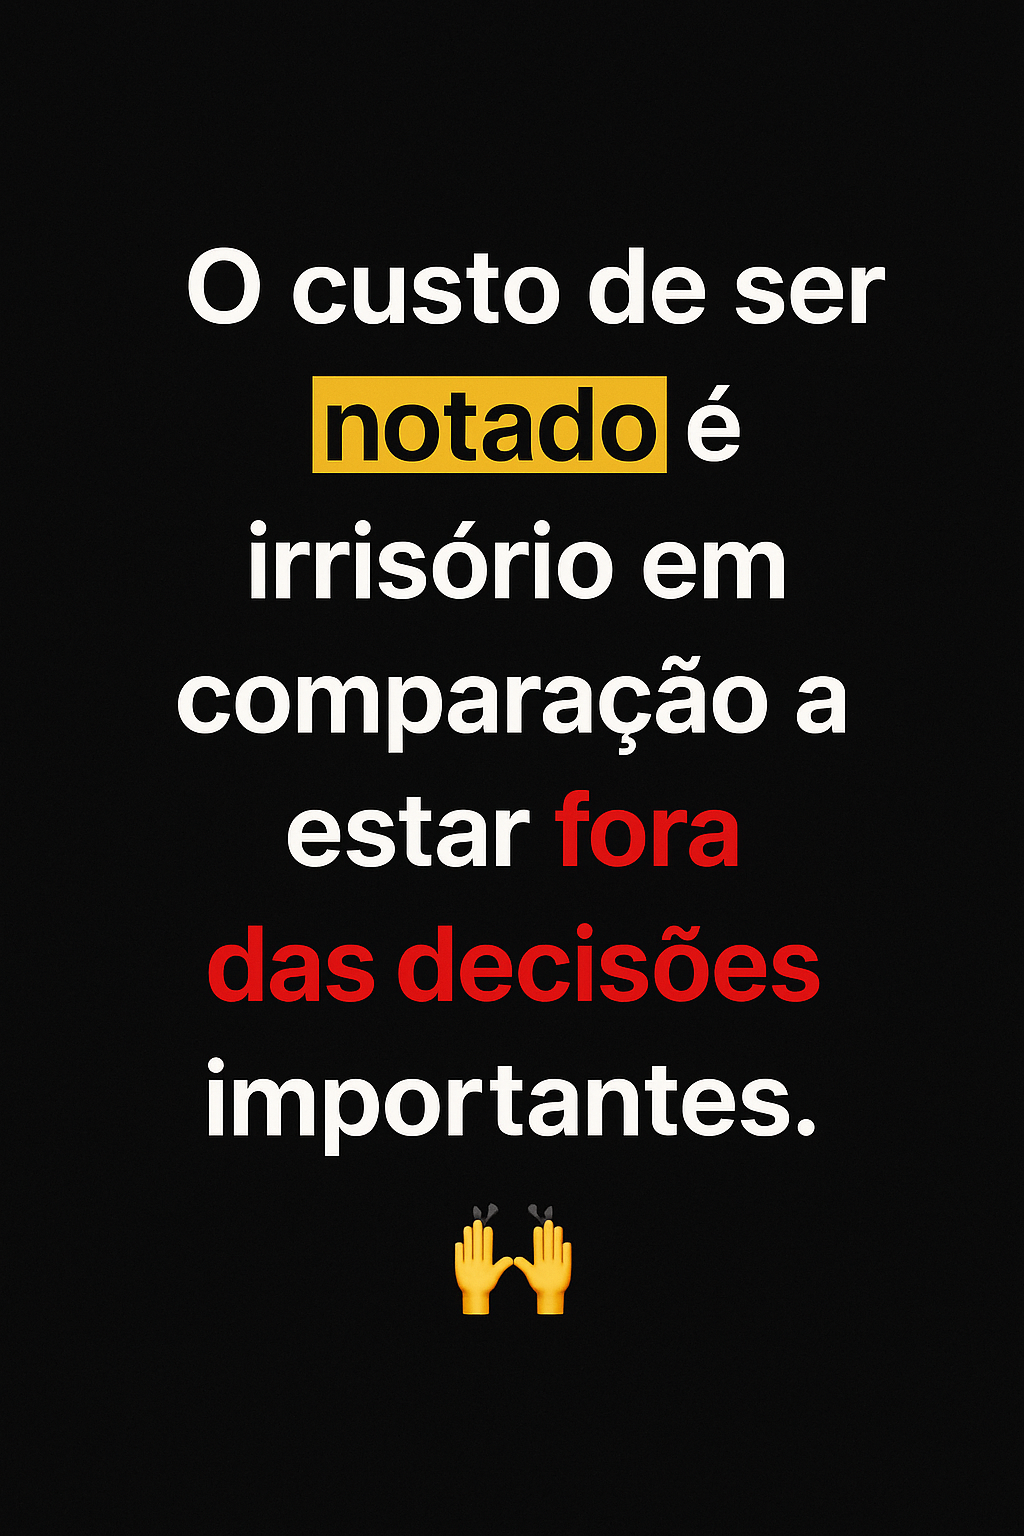 O custo de ser
notado é
irrisório em
comparação a
estar fora
das decisões
importantes.
🙌